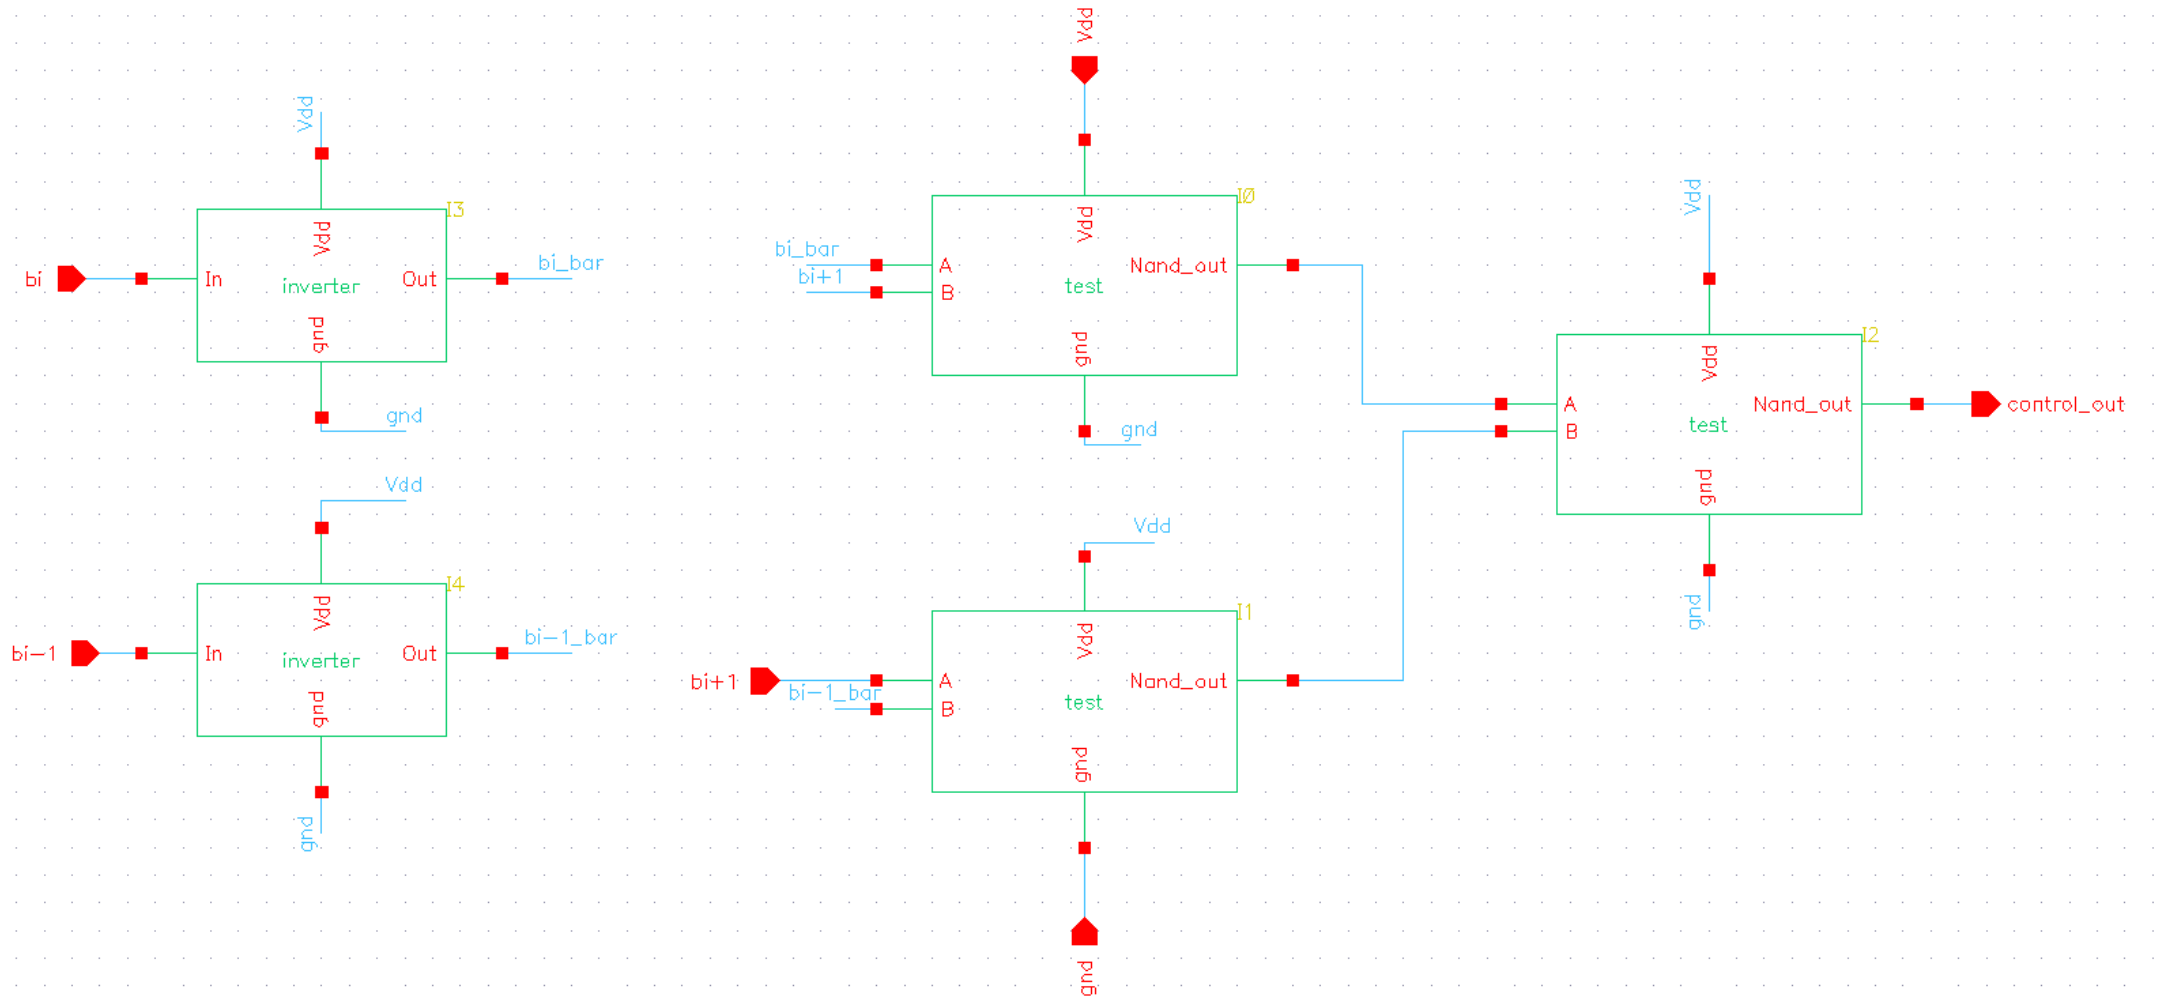 Vdd
I3
Vdd
bi
In
inverter
Out
bi_bar
gnd
gnd
Vdd
I4
Vdd
bi-1
In
inverter
Out
bi-1_bar
gnd
gnd
Vdd
I0
Vdd
bi_bar
A
Nand_out
bi+1
B
test
gnd
gnd
Vdd
I1
Vdd
bi+1
A
Nand_out
bi-1_bar
B
test
gnd
gnd
Vdd
I2
Vdd
A
Nand_out
control_out
B
test
gnd
gnd